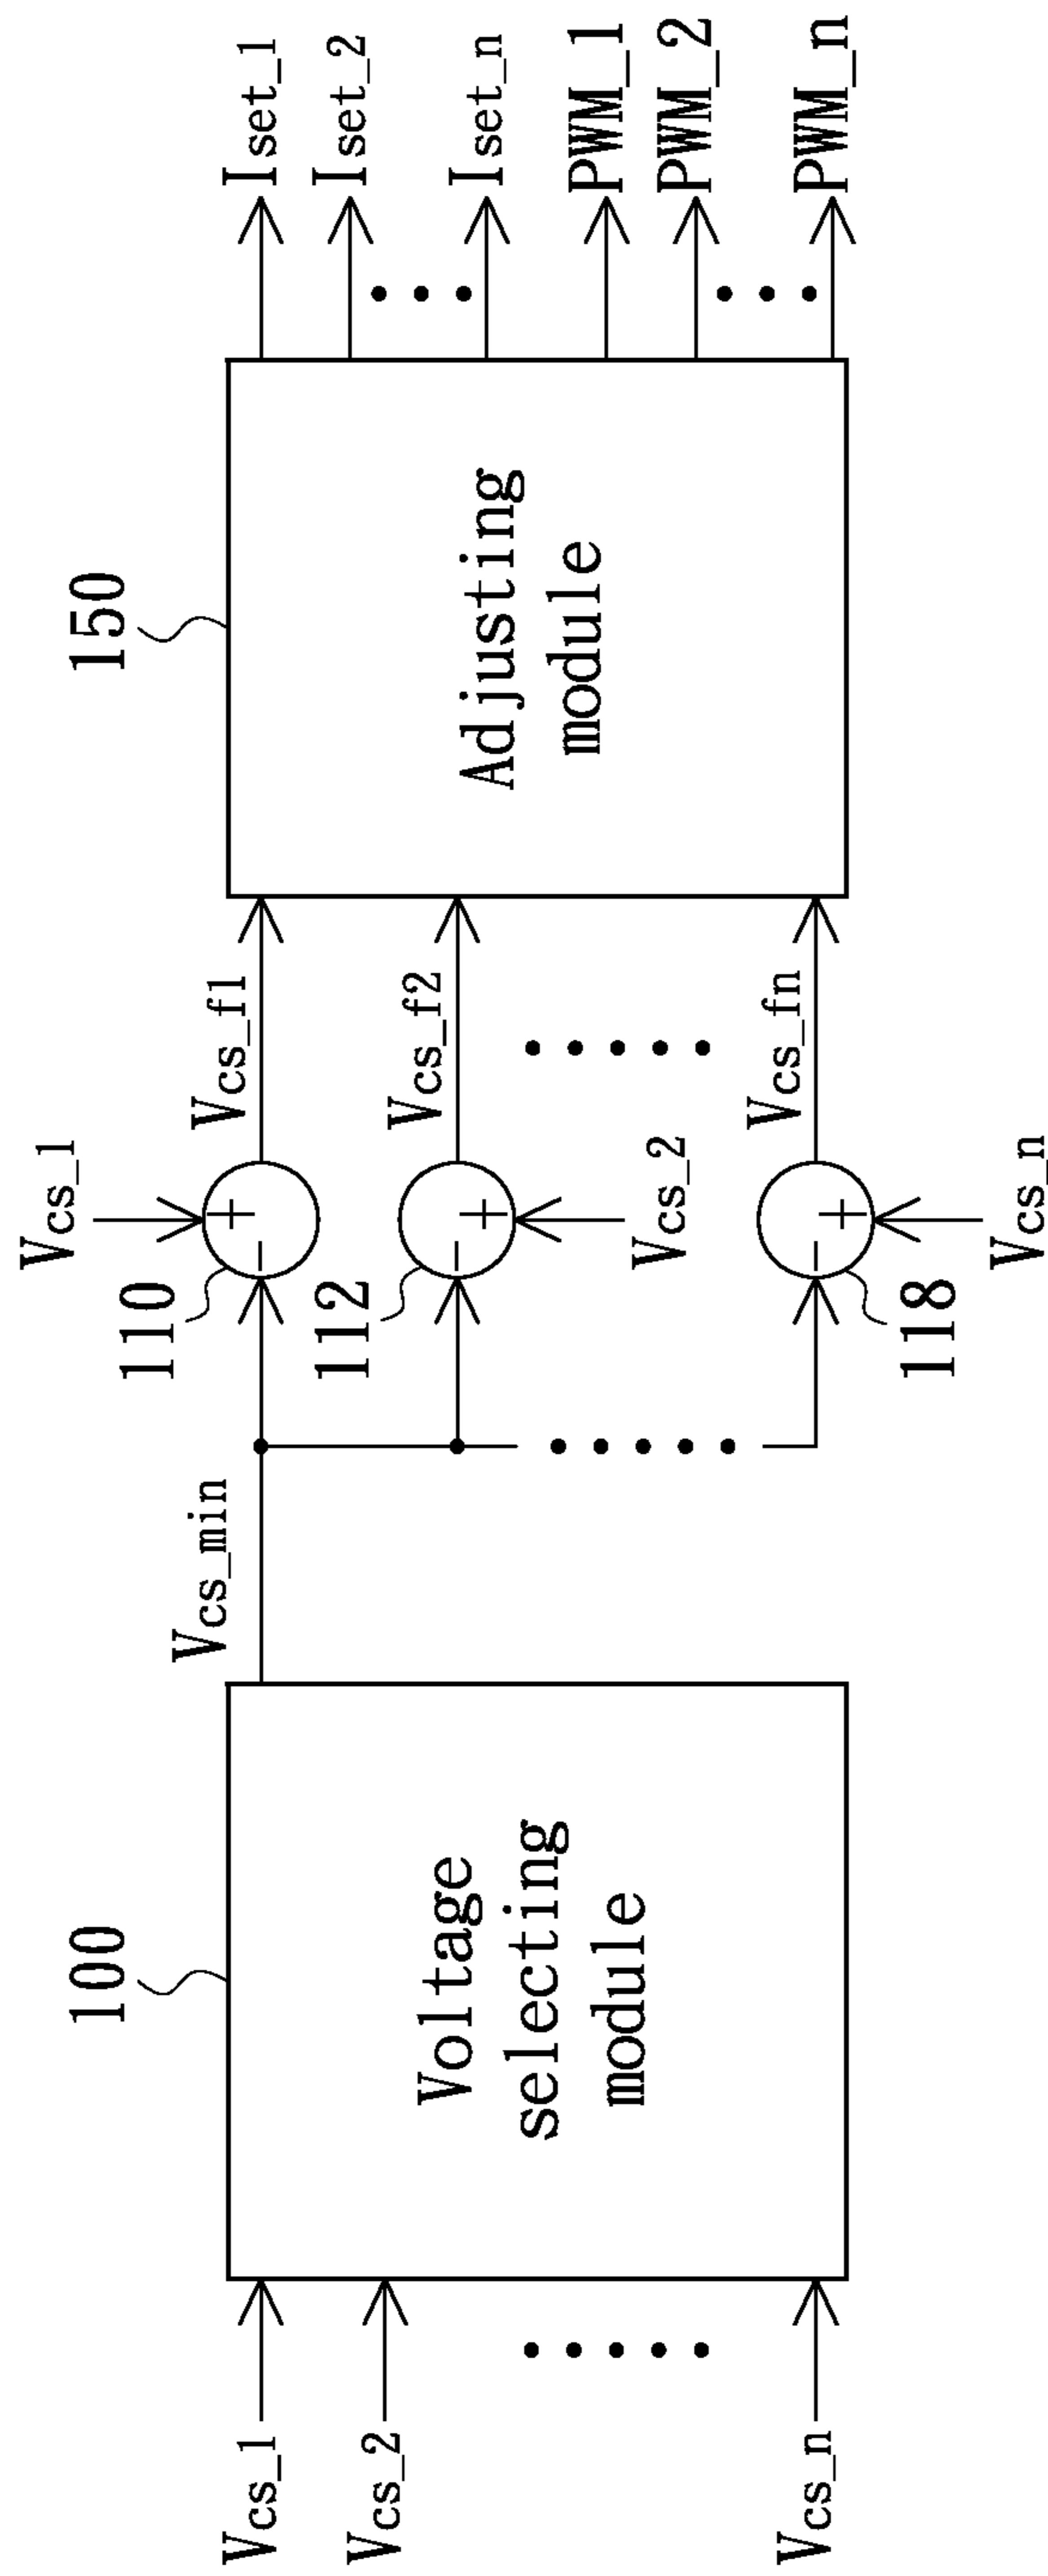 Vcs_1
Vcs_2
Vcs_n
100
Voltage
selecting
module
Vcs_min
110
112
118
Vcs_1
Vcs_2
Vcs_n
+
−
+
−
+
−
Vcs_f1
Vcs_f2
Vcs_fn
150
Adjusting
module
Iset_1
Iset_2
Iset_n
PWM_1
PWM_2
PWM_n